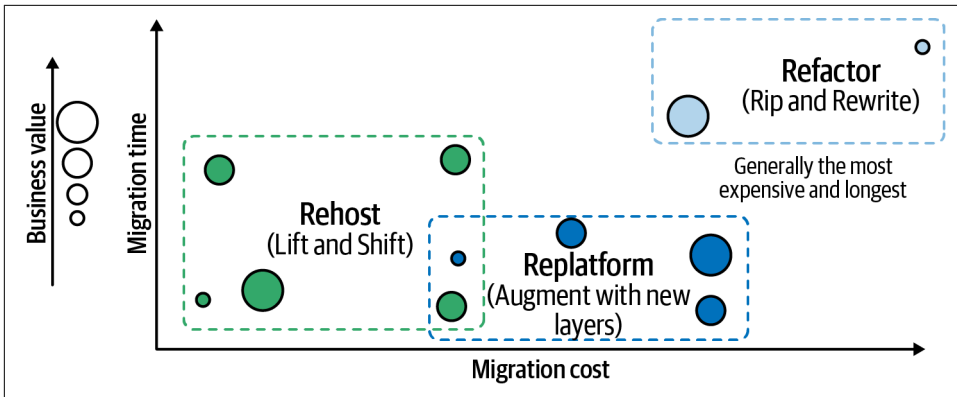 Business value
Migration time
Refactor
(Rip and Rewrite)
Generally the most
expensive and longest
Rehost
(Lift and Shift)
Replatform
(Augment with new
layers)
Migration cost